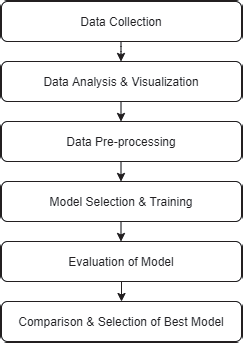 Data Collection
Data Analysis & Visualization
Data Pre-processing
Model Selection & Training
Evaluation of Model
Comparison & Selection of Best Model